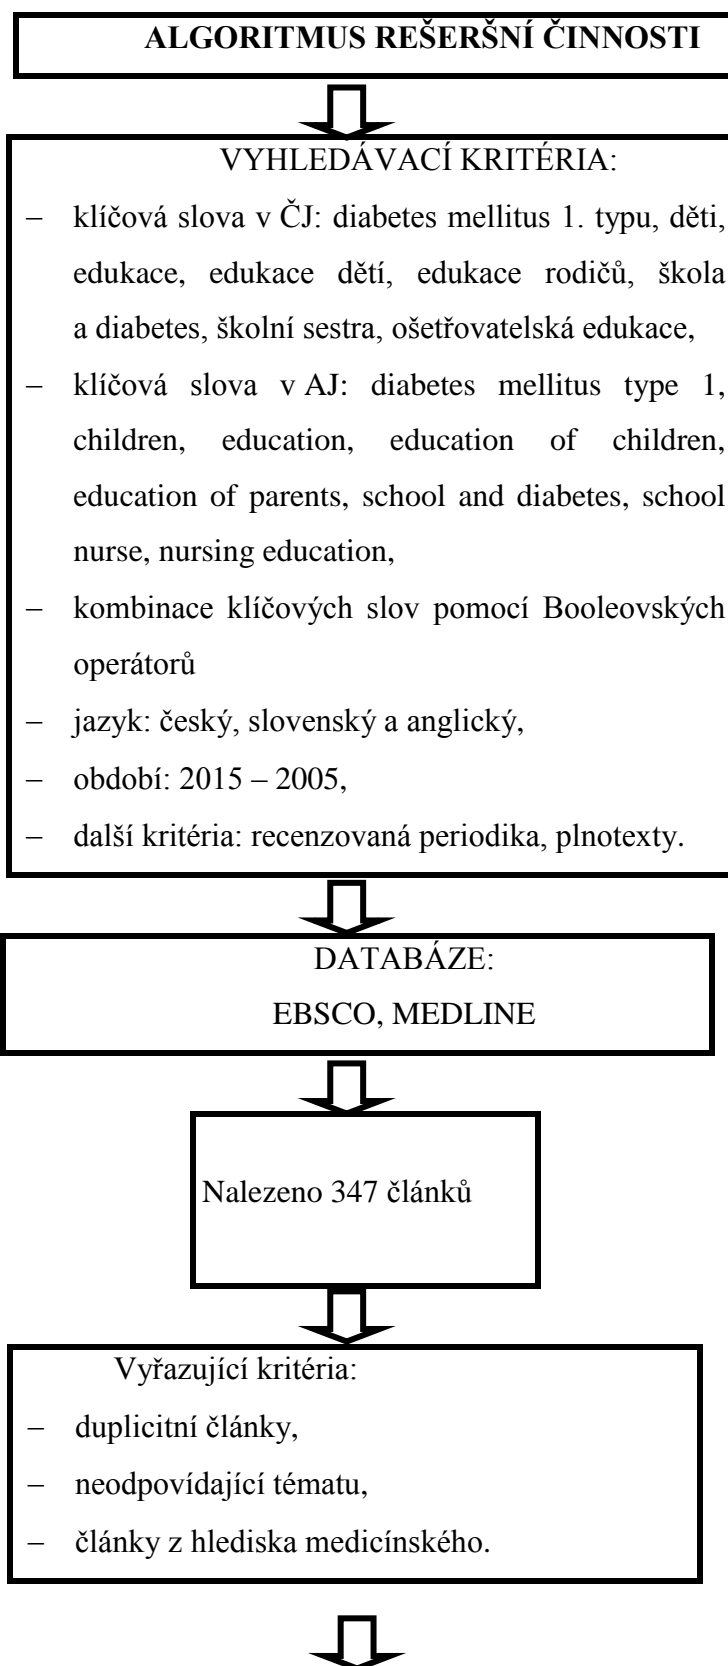 ALGORITMUS REŠERŠNÍ ČINNOSTI
VYHLEDÁVACÍ KRITÉRIA:
– klíčová slova v ČJ: diabetes mellitus 1. typu, děti,
edukace, edukace dětí, edukace rodičů, škola
a diabetes, školní sestra, ošetřovatelská edukace,
– klíčová slova v AJ: diabetes mellitus type 1,
children, education, education of children,
education of parents, school and diabetes, school
nurse, nursing education,
– kombinace klíčových slov pomocí Booleovských
operátorů
– jazyk: český, slovenský a anglický,
– období: 2015 – 2005,
– další kritéria: recenzovaná periodika, plnotexty.
DATABÁZE:
EBSCO, MEDLINE
Nalezeno 347 článků
Vyřazující kritéria:
– duplicitní články,
– neodpovídající tématu,
– články z hlediska medicínského.